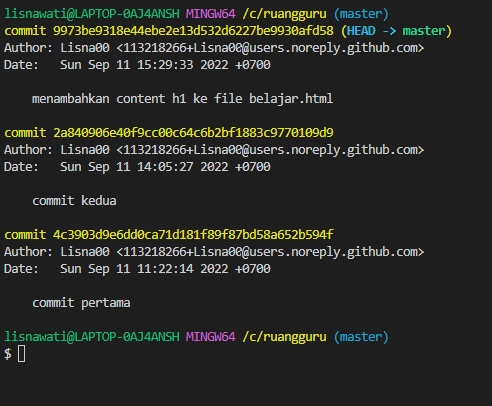 lisnawati@LAPTOP-0AJ4ANSH MINGW64 /c/ruangguru (master)
commit 9973be9318e44ebe2e13d532d6227be9930afd58 (HEAD -> master)
Author: Lisna00 <113218266+Lisna00@users.noreply.github.com>
Date:   Sun Sep 11 15:29:33 2022 +0700
    menambahkan content h1 ke file belajar.html
commit 2a840906e40f9cc00c64c6b2bf1883c9770109d9
Author: Lisna00 <113218266+Lisna00@users.noreply.github.com>
Date:   Sun Sep 11 14:05:27 2022 +0700
    commit kedua
commit 4c3903d9e6dd0ca71d181f89f87bd58a652b594f
Author: Lisna00 <113218266+Lisna00@users.noreply.github.com>
Date:   Sun Sep 11 11:22:14 2022 +0700
    commit pertama
lisnawati@LAPTOP-0AJ4ANSH MINGW64 /c/ruangguru (master)
$